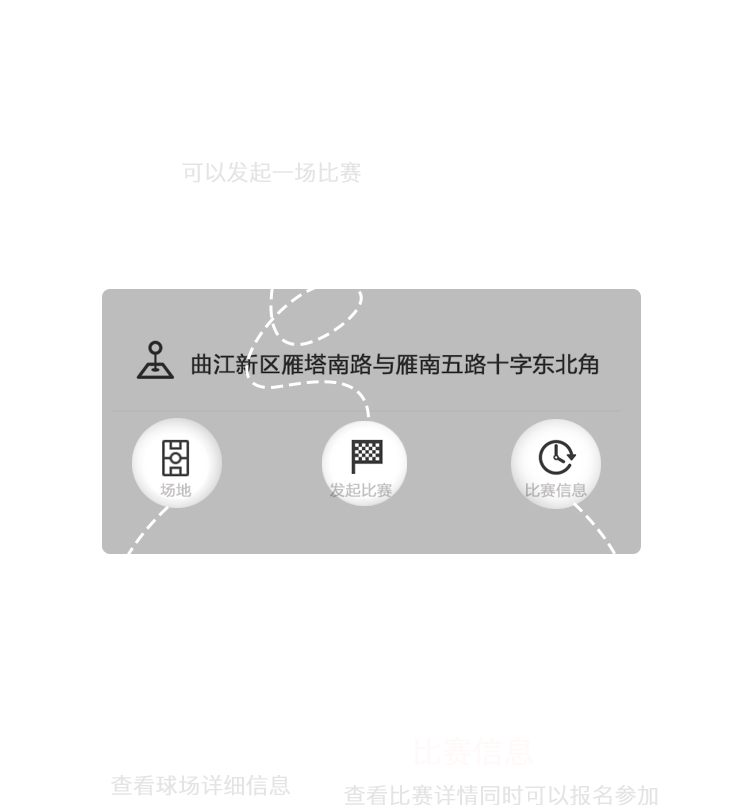 可以发起一场比赛
曲江新区雁塔南路与雁南五路十字东北角
场地
发起比赛
比赛信息
比赛信息
查看球场详细信息
查看比赛详情同时可以报名参加